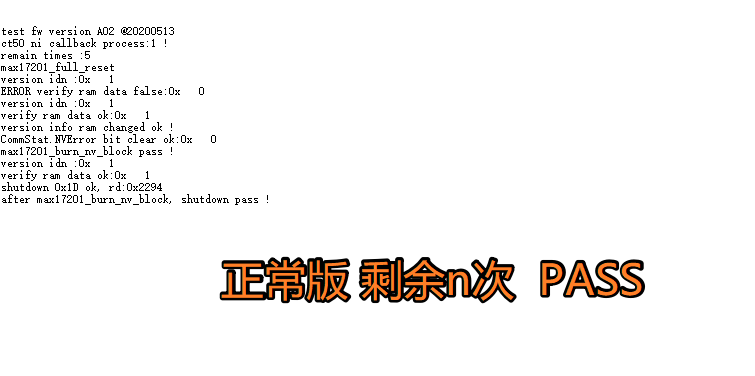 test fw version A02 @20200513
ct50 ni callback process:1 !
remain times :5
max17201_full_reset
version idn :0x   1
ERROR verify ram data false:0x   0
version idn :0x   1
verify ram data ok:0x   1
version info ram changed ok !
CommStat.NVError bit clear ok:0x   0
max17201_burn_nv_block pass !
version idn :0x   1
verify ram data ok:0x   1
shutdown 0x1D ok, rd:0x2294
after max17201_burn_nv_block, shutdown pass !
正常版 剩余n次  PASS